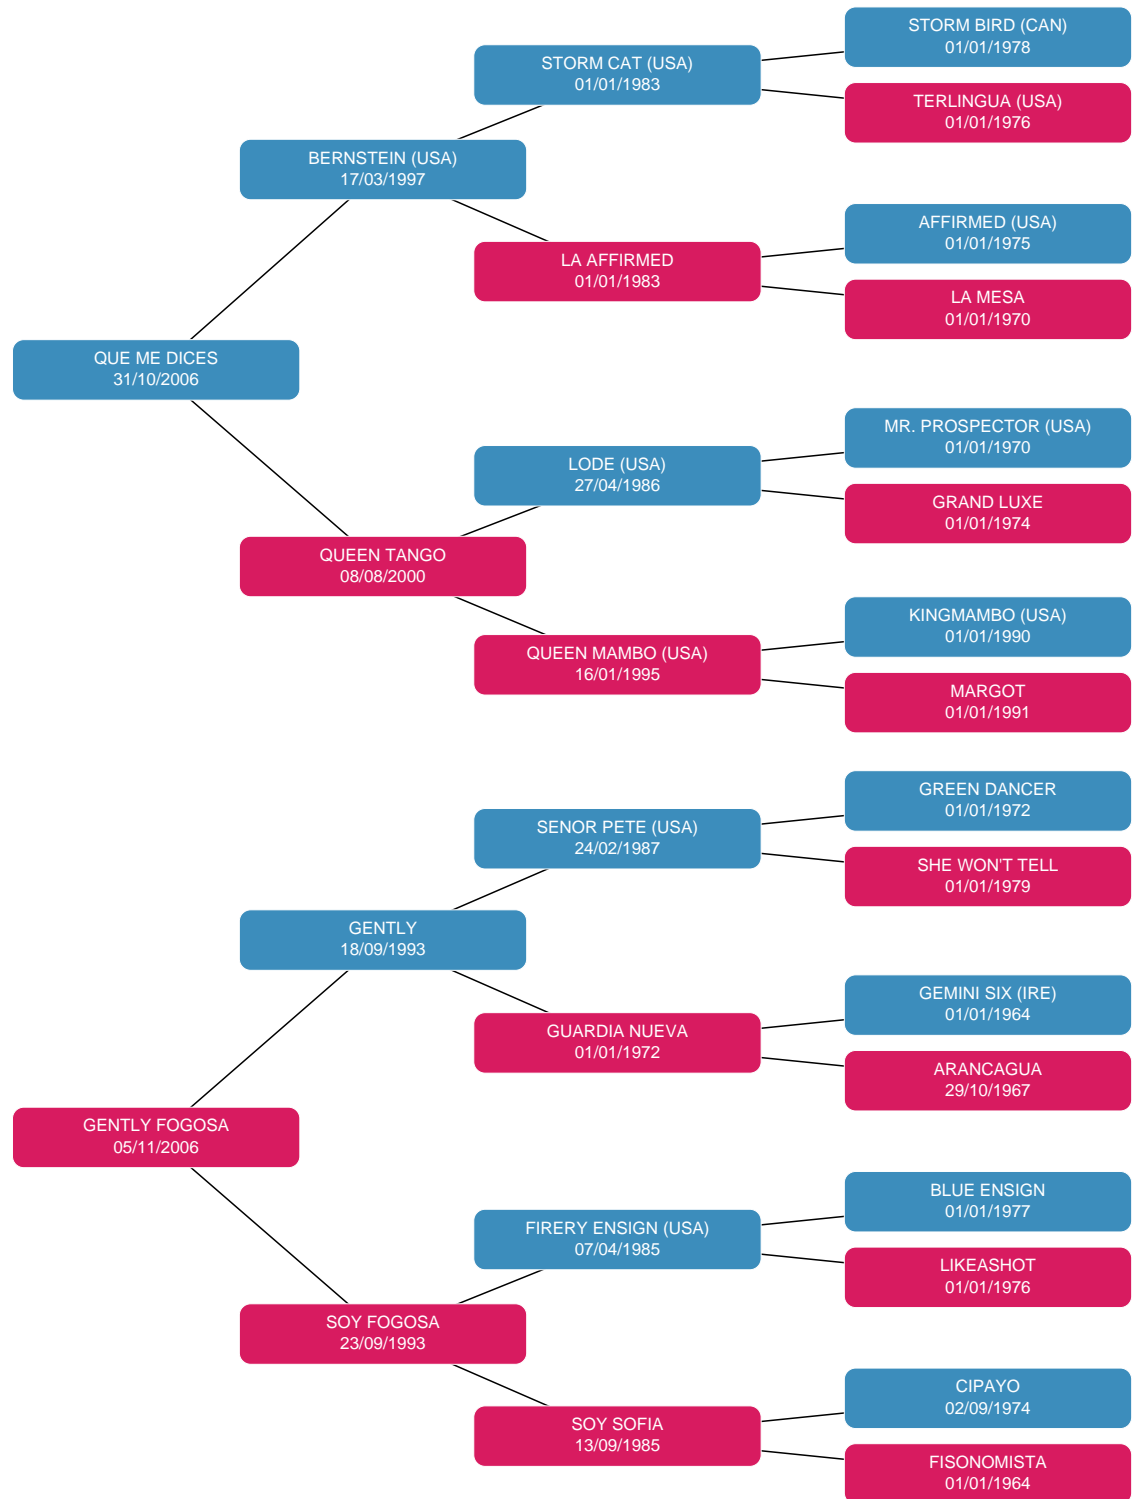 STORM BIRD (CAN)
01/01/1978
STORM CAT (USA)
01/01/1983
TERLINGUA (USA)
01/01/1976
BERNSTEIN (USA)
17/03/1997
AFFIRMED (USA)
01/01/1975
LA AFFIRMED
01/01/1983
LA MESA
01/01/1970
QUE ME DICES
31/10/2006
MR. PROSPECTOR (USA)
01/01/1970
LODE (USA)
27/04/1986
GRAND LUXE
01/01/1974
QUEEN TANGO
08/08/2000
KINGMAMBO (USA)
01/01/1990
QUEEN MAMBO (USA)
16/01/1995
MARGOT
01/01/1991
GREEN DANCER
01/01/1972
SENOR PETE (USA)
24/02/1987
SHE WON'T TELL
01/01/1979
GENTLY
18/09/1993
GEMINI SIX (IRE)
01/01/1964
GUARDIA NUEVA
01/01/1972
ARANCAGUA
29/10/1967
GENTLY FOGOSA
05/11/2006
BLUE ENSIGN
01/01/1977
FIRERY ENSIGN (USA)
07/04/1985
LIKEASHOT
01/01/1976
SOY FOGOSA
23/09/1993
CIPAYO
02/09/1974
SOY SOFIA
13/09/1985
FISONOMISTA
01/01/1964